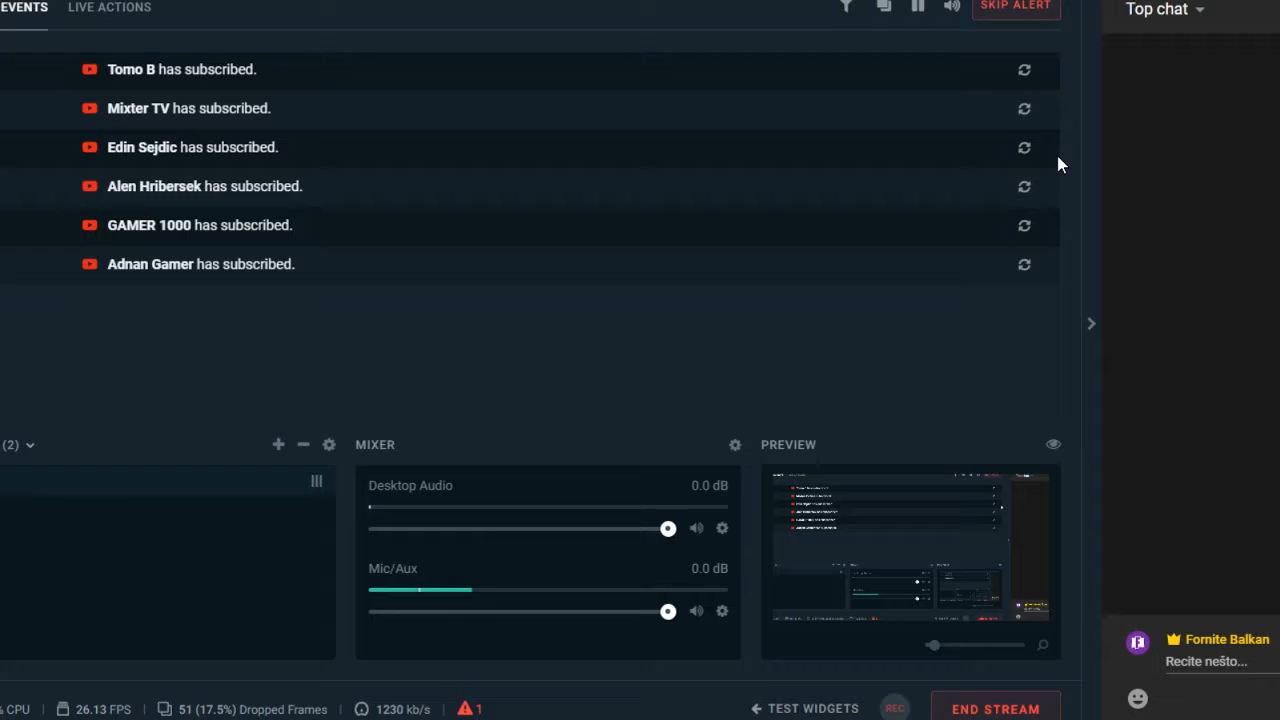 EVENTS
LIVE ACTIONS
SKIP ALERT
Top chat
Tomo B has subscribed.
Mixter TV has subscribed.
Edin Sejdic has subscribed.
Alen Hribersek has subscribed.
GAMER 1000 has subscribed.
Adnan Gamer has subscribed.
(2)
MIXER
PREVIEW
Desktop Audio 0.0 dB
Mic/Aux 0.0 dB
Fornite Balkan
Recite nešto...
% CPU
26.13 FPS
51 (17.5%) Dropped Frames
1230 kb/s
1
TEST WIDGETS
REC
END STREAM